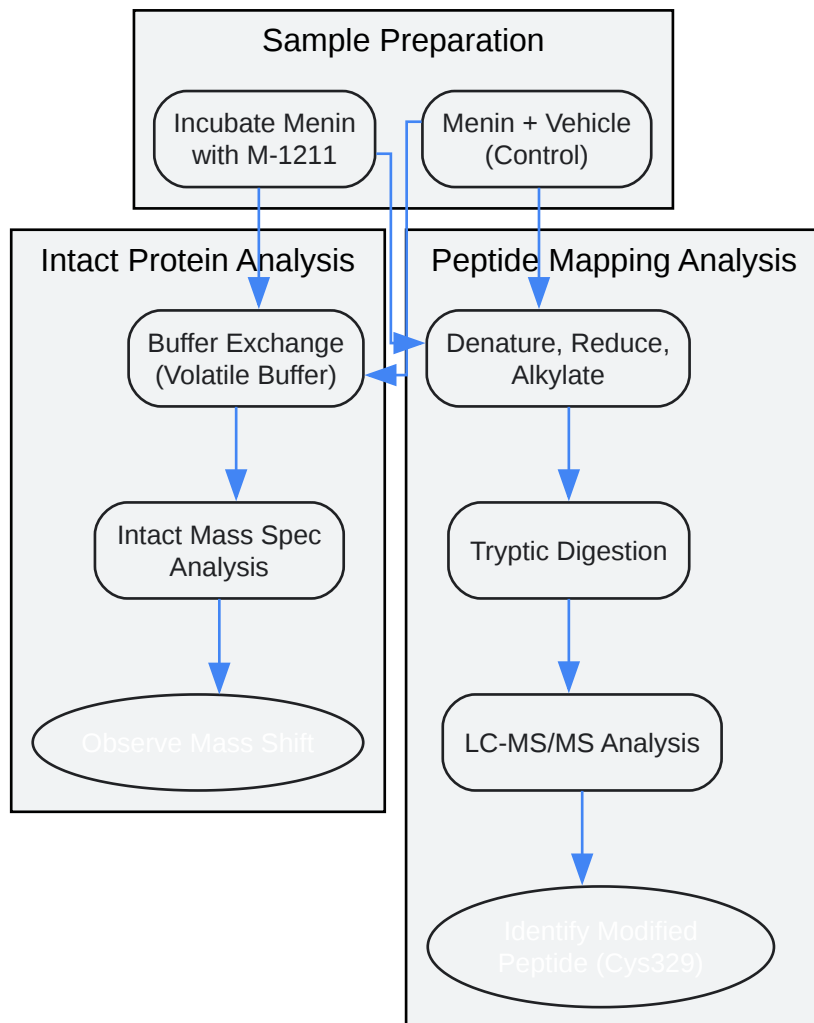 Sample Preparation
Incubate Menin
with M-1211
Menin + Vehicle
(Control)
Intact Protein Analysis
Buffer Exchange
(Volatile Buffer)
Intact Mass Spec
Analysis
Observe Mass Shift
Peptide Mapping Analysis
Denature, Reduce,
Alkylate
Tryptic Digestion
LC-MS/MS Analysis
Identify Modified
Peptide (Cys329)